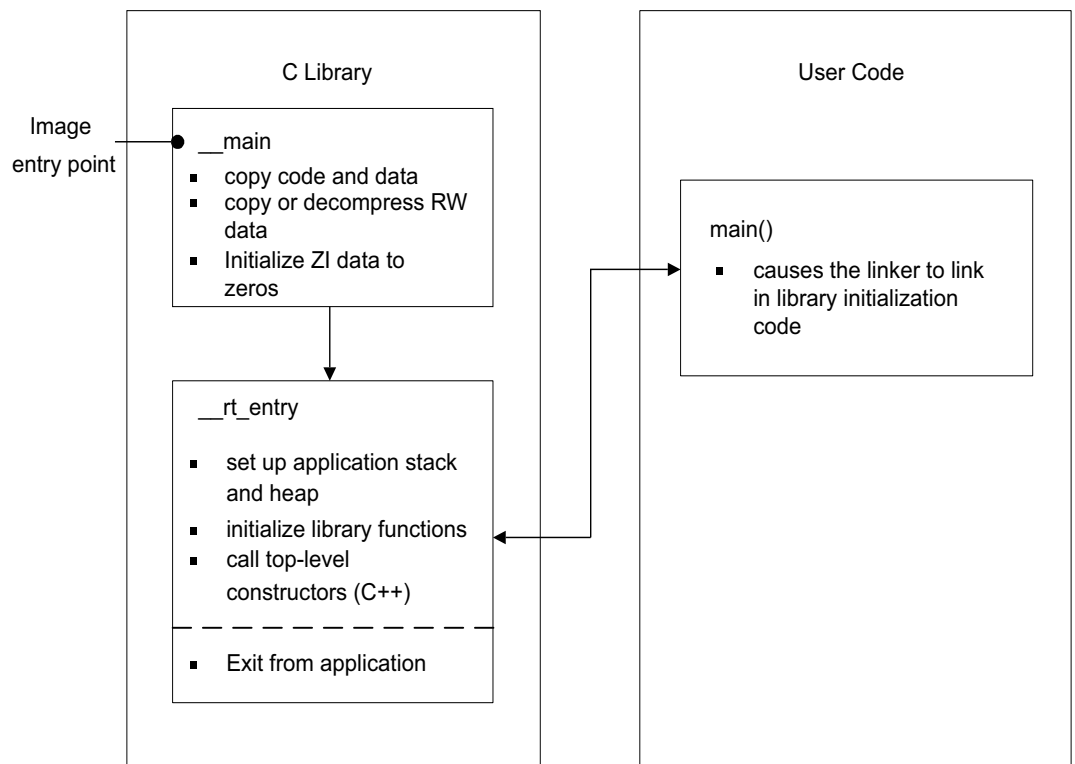 C Library
Image
entry point
__main
▪ copy code and data
▪ copy or decompress RW
data
▪ Initialize ZI data to
zeros
__rt_entry
▪ set up application stack
and heap
▪ initialize library functions
▪ call top-level
constructors (C++)
▪ Exit from application
User Code
main()
▪ causes the linker to link
in library initialization
code